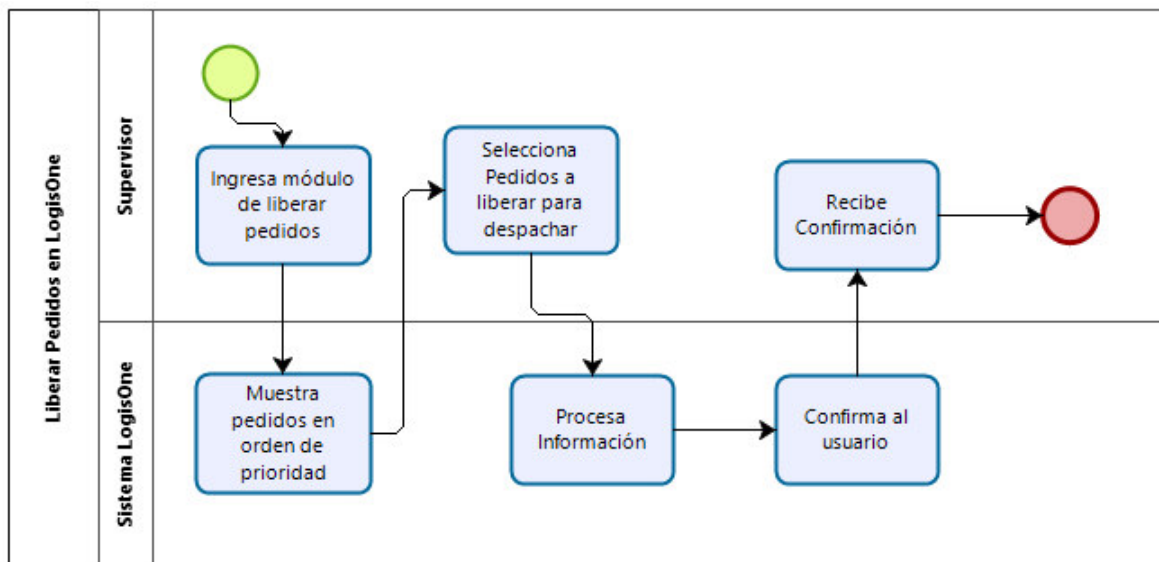 Liberar Pedidos en LogisOne
Supervisor
Ingresa módulo
de liberar
pedidos
Selecciona
Pedidos a
liberar para
despachar
Recibe
Confirmación
Sistema LogisOne
Muestra
pedidos en
orden de
prioridad
Procesa
Información
Confirma al
usuario